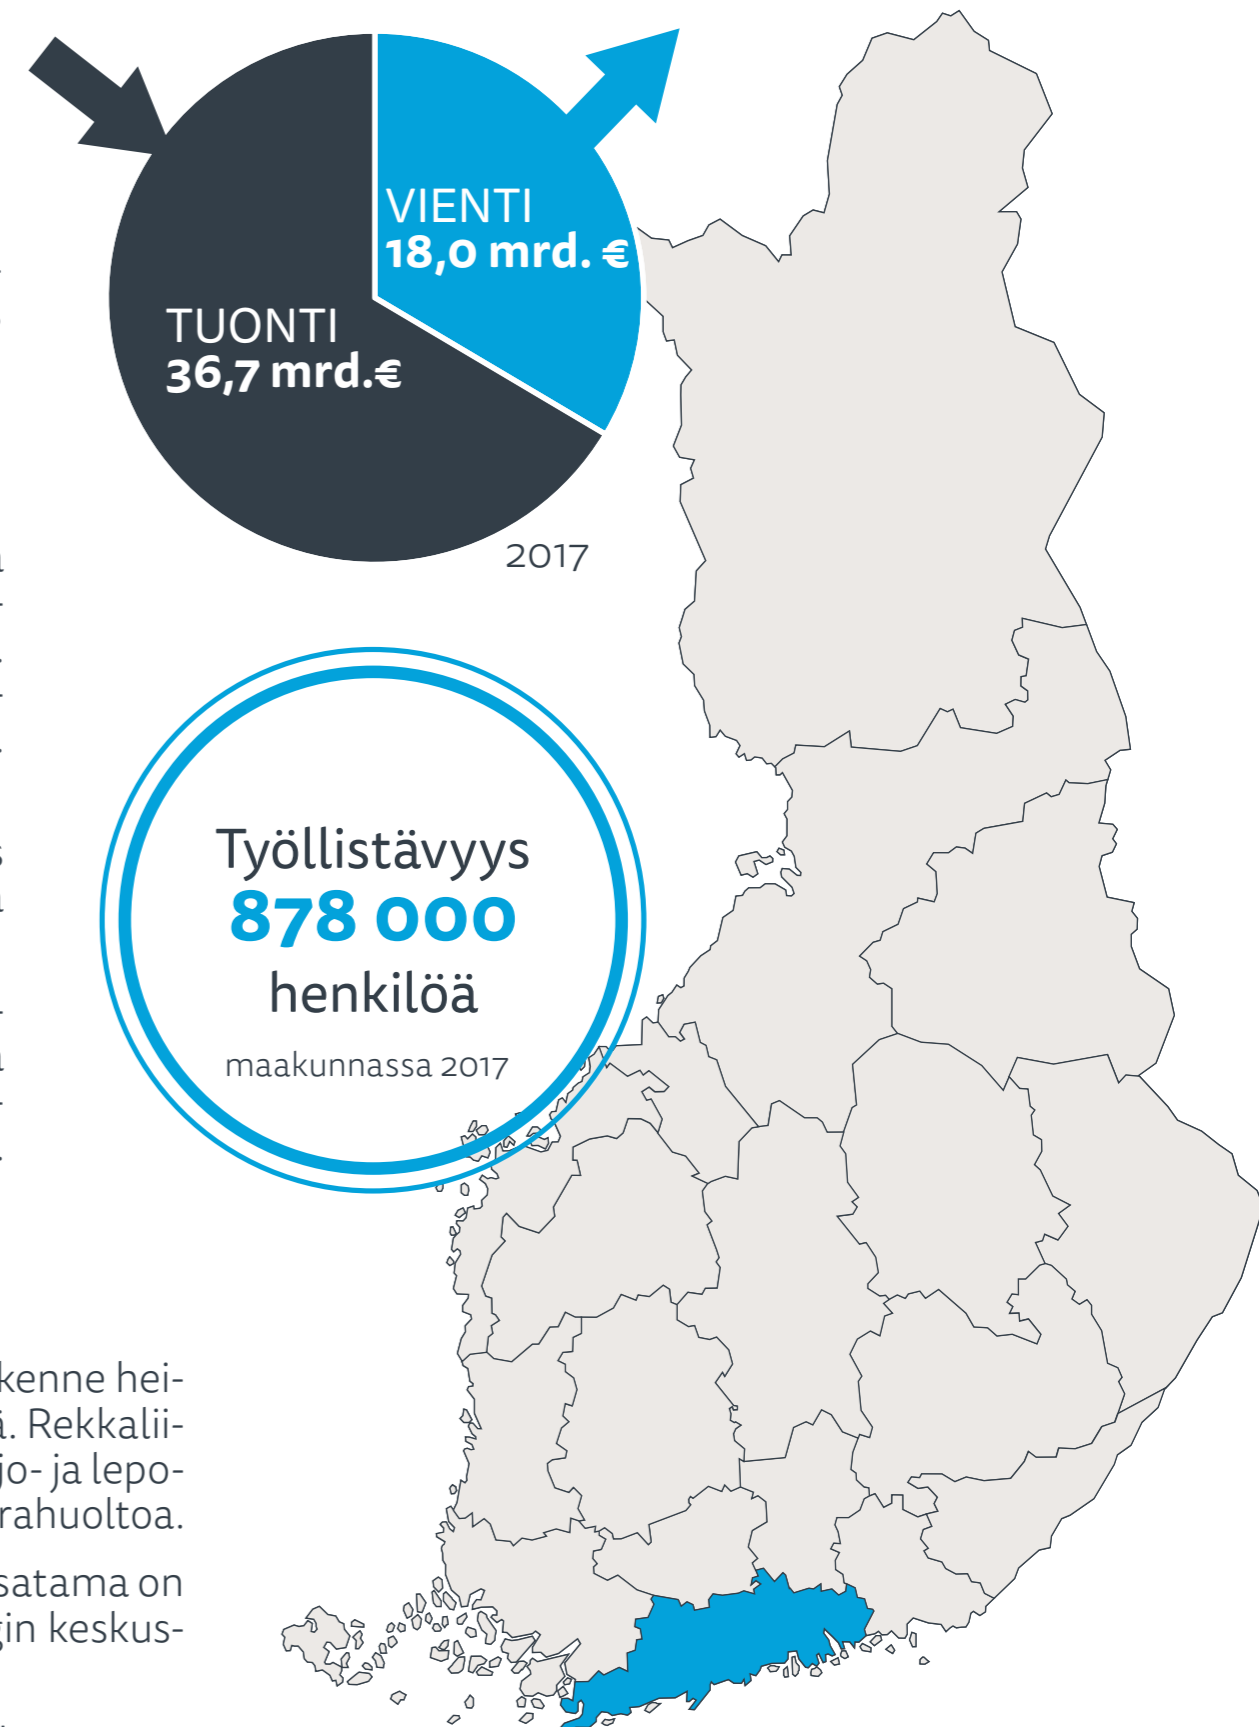 VIENTI
18,0 mrd. €
TUONTI
36,7 mrd.€
2017
Työllistävyys
878 000
henkilöä
maakunnassa 2017
kenne hei-
. Rekkalii-
jo- ja lepo-
rahuoltoa.
satama on
gin keskus-